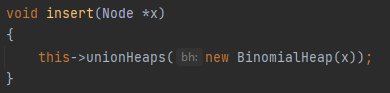 void insert(Node *x)
{
    this->unionHeaps( bh: new BinomialHeap(x));
}